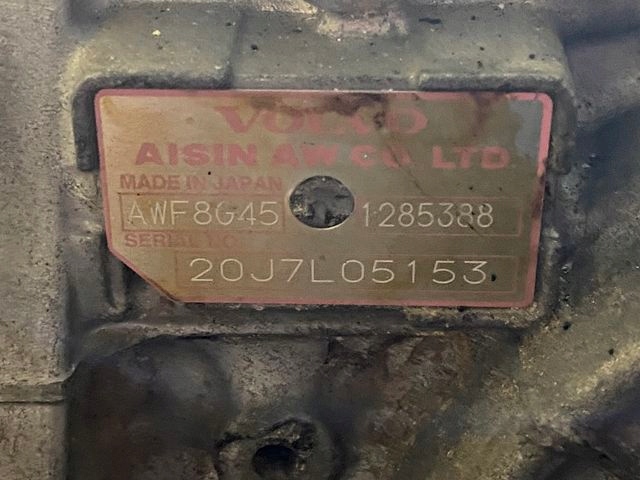 VOLVO
AISIN AW CO. LTD
MADE IN JAPAN
AWF8G45 1285388
SERIAL NO.
20J7L05153